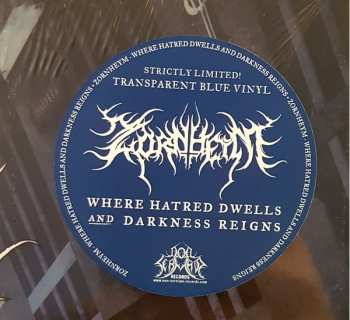 ZORNHEYM · WHERE HATRED DWELLS AND DARKNESS REIGNS ·
ZORNHEYM · WHERE HATRED DWELLS AND DARKNESS REIGNS ·
STRICTLY LIMITED!
TRANSPARENT BLUE VINYL
ZORNHEYM
WHERE HATRED DWELLS
AND DARKNESS REIGNS
RECORDS